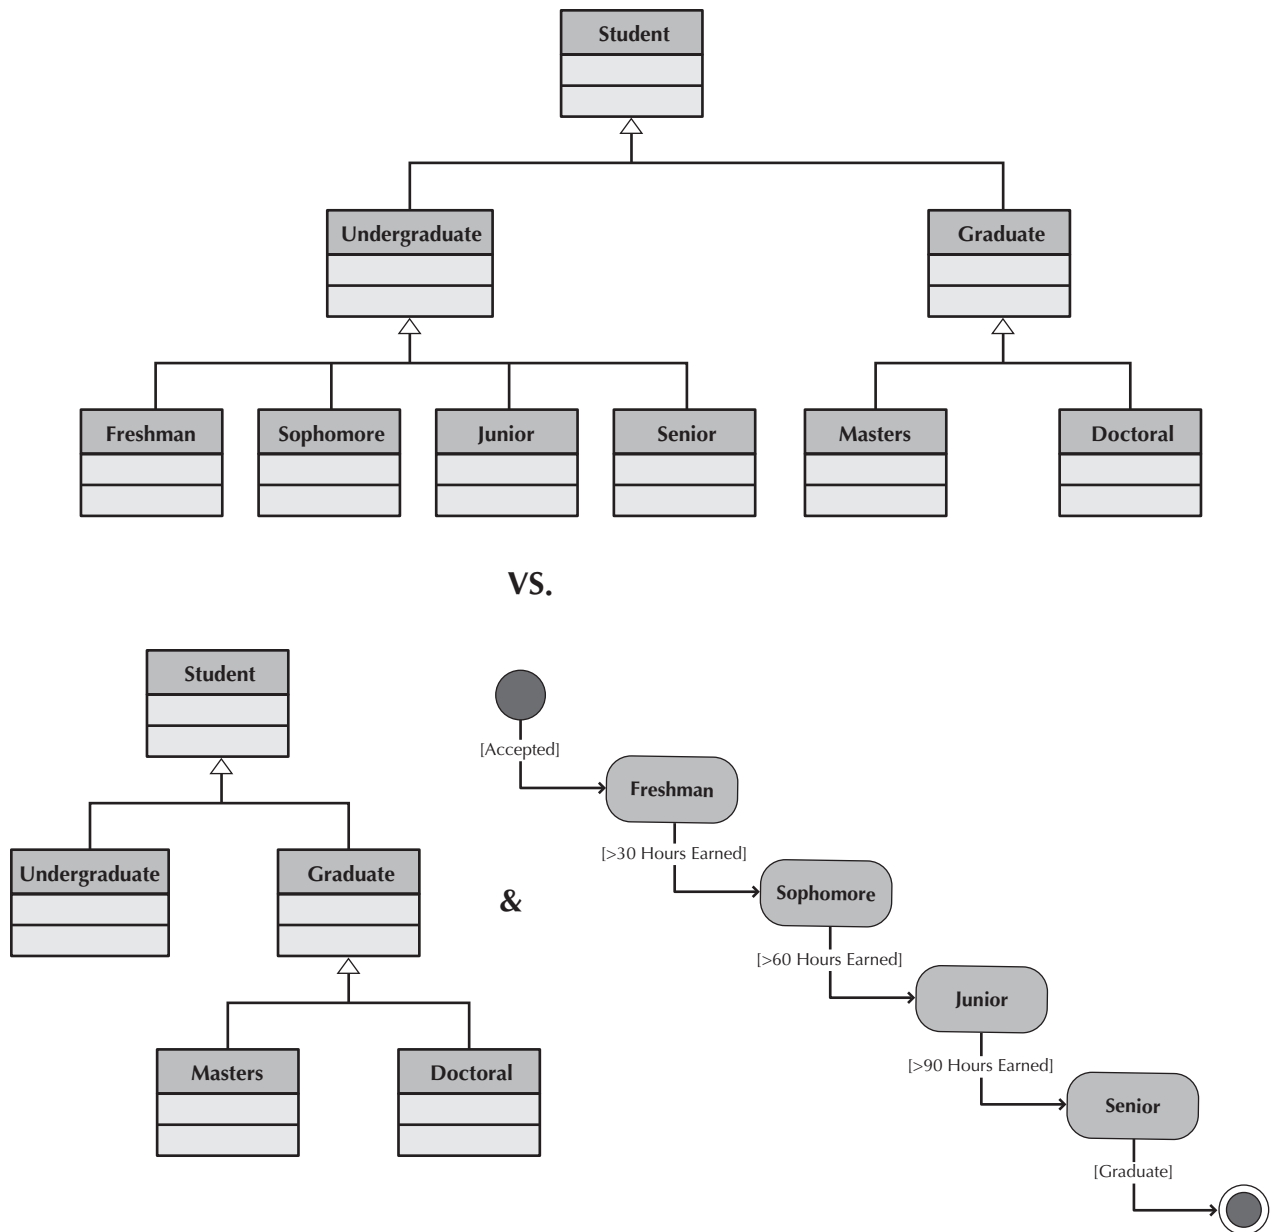 Student
Undergraduate
Graduate
Freshman
Sophomore
Junior
Senior
Masters
Doctoral
VS.
Student
Undergraduate
Graduate
Masters
Doctoral
&
[Accepted]
Freshman
[>30 Hours Earned]
Sophomore
[>60 Hours Earned]
Junior
[>90 Hours Earned]
Senior
[Graduate]